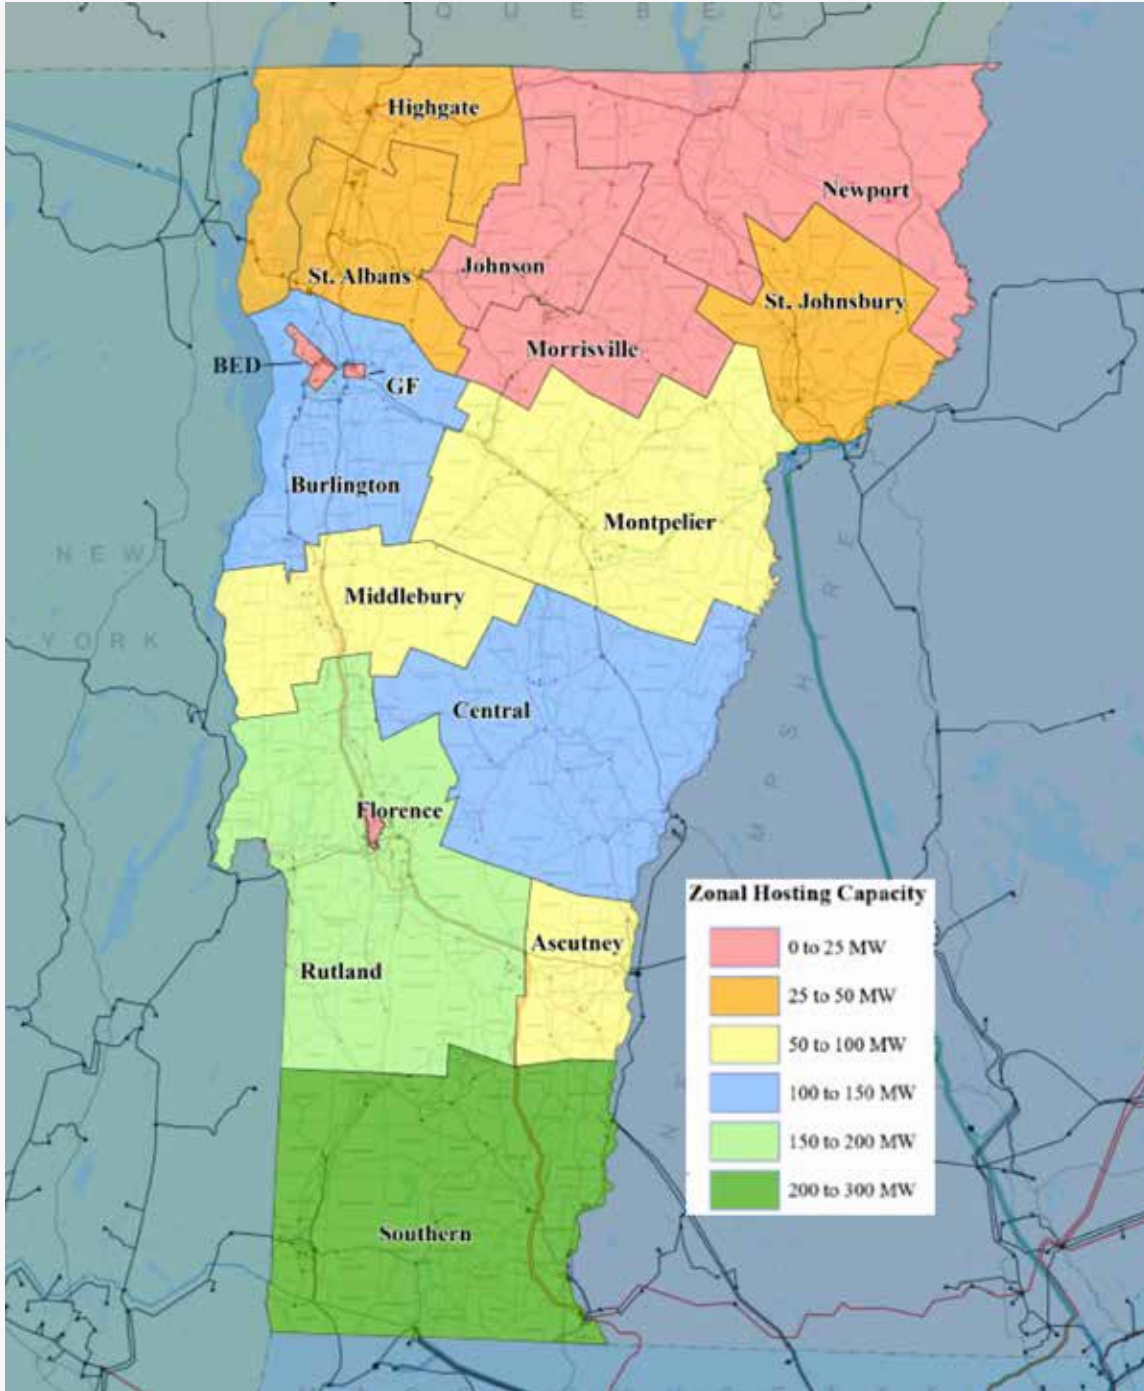 Q U E B E C
Highgate
Newport
St. Albans
Johnson
St. Johnsbury
Morrisville
BED
GF
Burlington
Montpelier
N E W
Y O R K
Middlebury
Central
Florence
Ascutney
Rutland
Southern
N E
M P S H I R E
Zonal Hosting Capacity
0 to 25 MW
25 to 50 MW
50 to 100 MW
100 to 150 MW
150 to 200 MW
200 to 300 MW